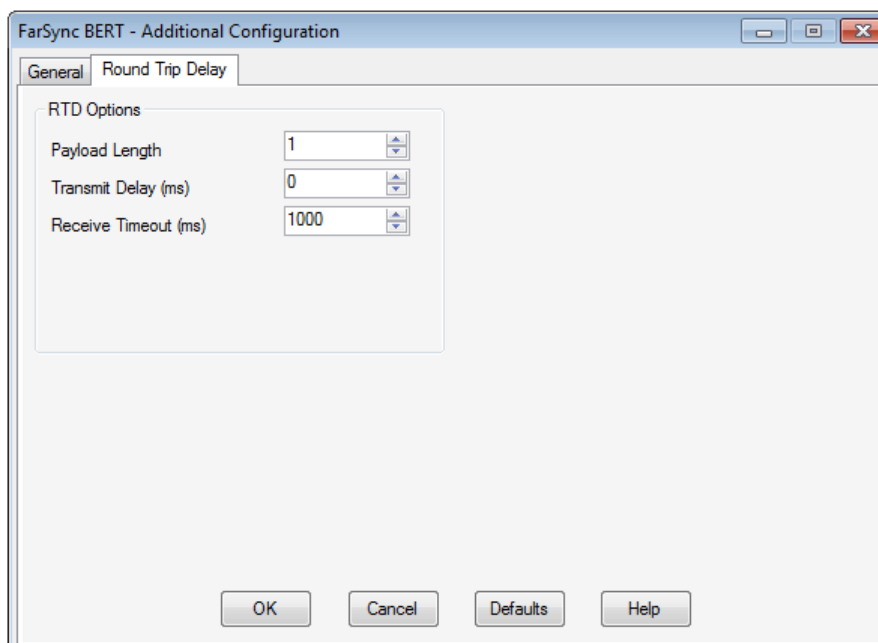 FarSync BERT - Additional Configuration
General Round Trip Delay
RTD Options
Payload Length 1
Transmit Delay (ms) 0
Receive Timeout (ms) 1000
OK Cancel Defaults Help